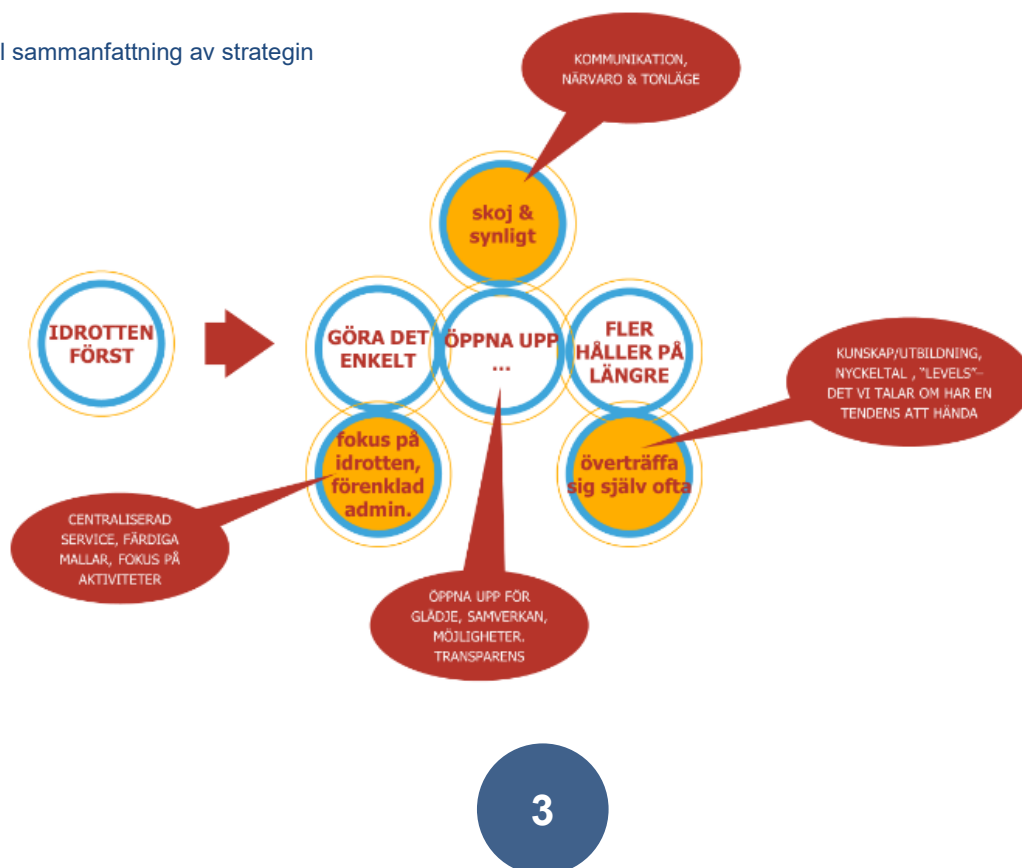 l sammanfattning av strategin
KOMMUNIKATION,
NÄRVARO & TONLÄGE
skoj &
synligt
IDROTTEN
FÖRST
GÖRA DET
ENKELT
ÖPPNA UPP
...
FLER
HÅLLER PÅ
LÄNGRE
KUNSKAP/UTBILDNING,
NYCKELTAL , "LEVELS"–
DET VI TALAR OM HAR EN
TENDENS ATT HÄNDA
fokus på
idrotten,
förenklad
admin.
överträffa
sig själv ofta
CENTRALISERAD
SERVICE, FÄRDIGA
MALLAR, FOKUS PÅ
AKTIVITETER
ÖPPNA UPP FÖR
GLÄDJE, SAMVERKAN,
MÖJLIGHETER.
TRANSPARENS
3